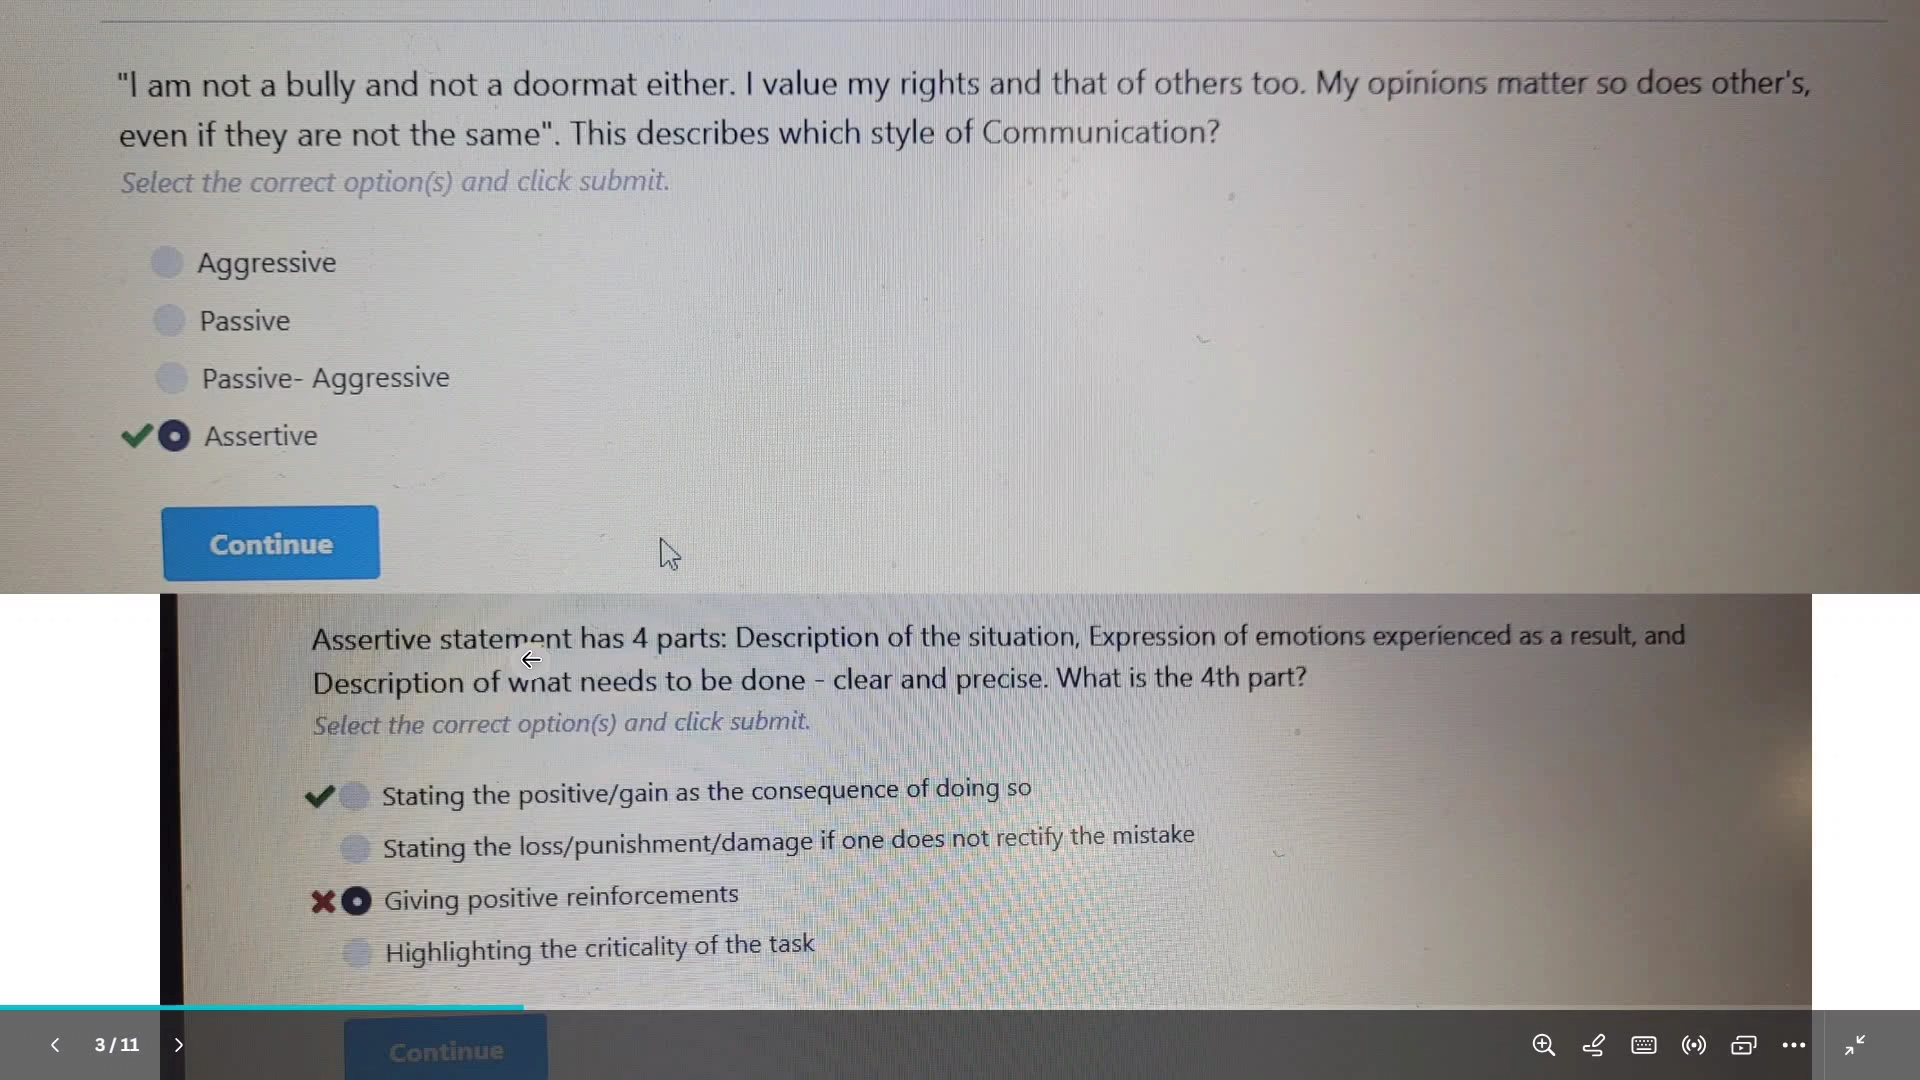 "I am not a bully and not a doormat either. I value my rights and that of others too. My opinions matter so does other's,
even if they are not the same". This describes which style of Communication?
Select the correct option(s) and click submit.
Aggressive
Passive
Passive- Aggressive
Assertive
Continue
Assertive statement has 4 parts: Description of the situation, Expression of emotions experienced as a result, and
Description of what needs to be done - clear and precise. What is the 4th part?
Select the correct option(s) and click submit.
Stating the positive/gain as the consequence of doing so
Stating the loss/punishment/damage if one does not rectify the mistake
Giving positive reinforcements
Highlighting the criticality of the task
Continue
3 / 11